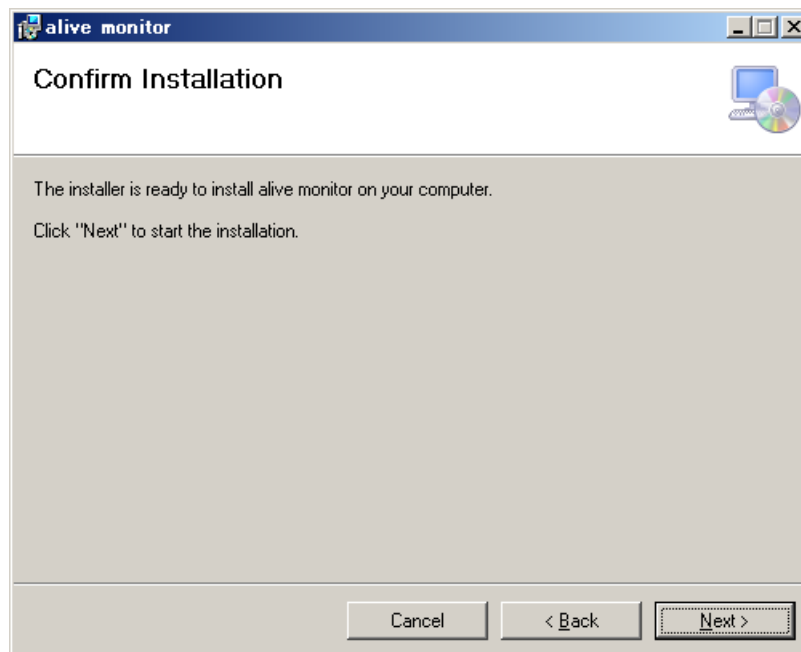 alive monitor
Confirm Installation
The installer is ready to install alive monitor on your computer.
Click "Next" to start the installation.
Cancel
< Back
Next >